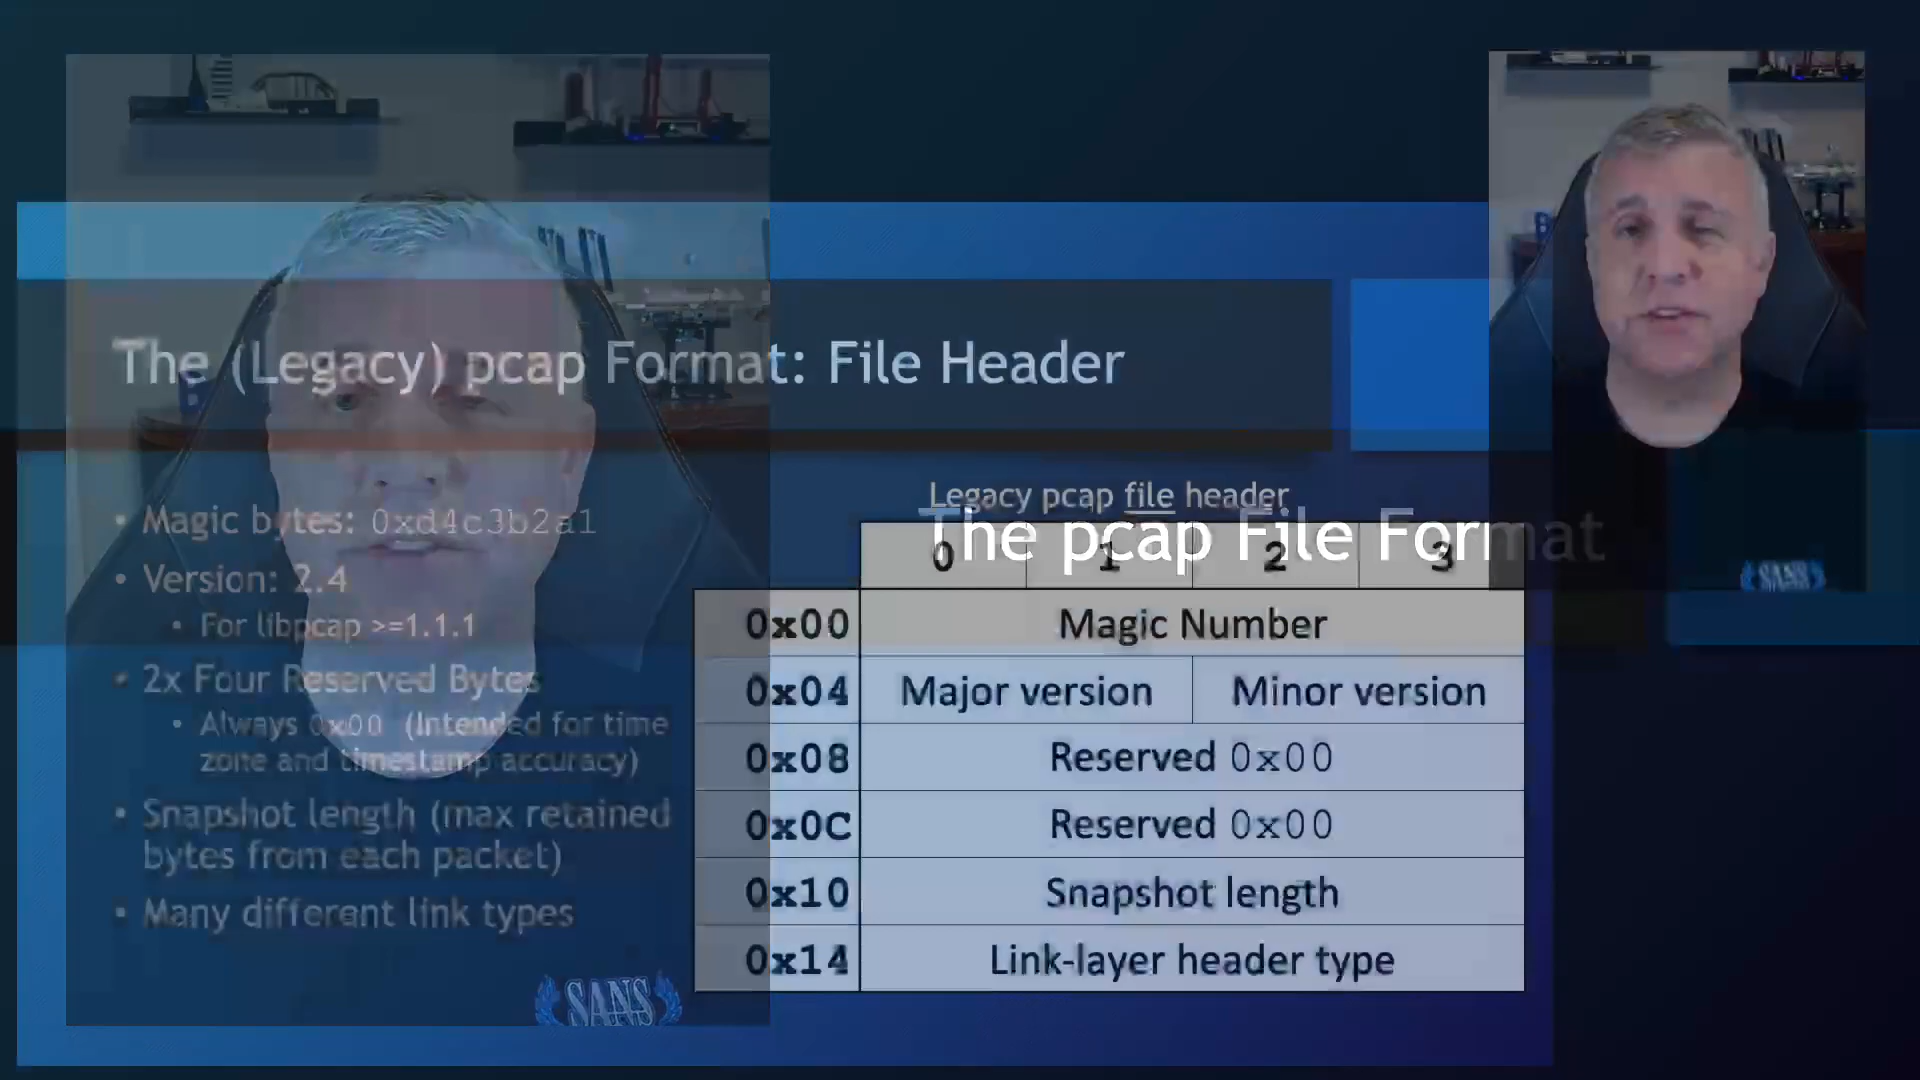 The (Legacy) pcap Format: File Header
• Magic bytes: 0xd4c3b2a1
• Version: 2.4
• For libpcap >=1.1.1
• 2x Four Reserved Bytes
• Always 0x00 (Intended for time
zone and timestamp accuracy)
• Snapshot length (max retained
bytes from each packet)
• Many different link types
SANS
Legacy pcap file header
The pcap File Format
0 1 2 3
0x00 Magic Number
0x04 Major version Minor version
0x08 Reserved 0x00
0x0C Reserved 0x00
0x10 Snapshot length
0x14 Link-layer header type
SANS